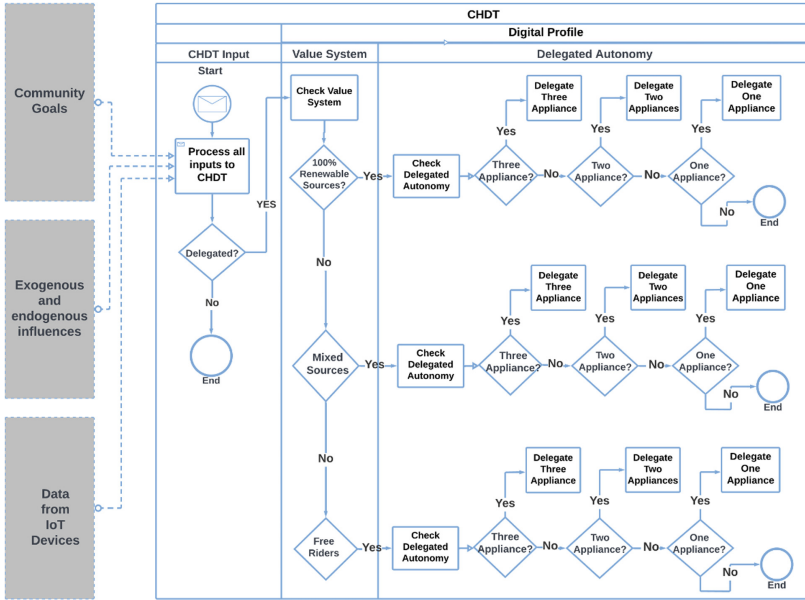 CHDT
Digital Profile
CHDT Input
Value System
Delegated Autonomy
Community
Goals
Exogenous
and
endogenous
influences
Data
from
IoT
Devices
Start
Process all
inputs to
CHDT
Delegated?
YES
No
End
Check Value
System
100%
Renewable
Sources?
Yes
No
Mixed
Sources
Yes
No
Free
Riders
Yes
Check
Delegated
Autonomy
Three
Appliance?
Yes
Delegate
Three
Appliance
No
Two
Appliance?
Yes
Delegate
Two
Appliances
No
One
Appliance?
Yes
Delegate
One
Appliance
No
End
Check
Delegated
Autonomy
Three
Appliance?
Yes
Delegate
Three
Appliance
No
Two
Appliance?
Yes
Delegate
Two
Appliances
No
One
Appliance?
Yes
Delegate
One
Appliance
No
End
Check
Delegated
Autonomy
Three
Appliance?
Yes
Delegate
Three
Appliance
No
Two
Appliance?
Yes
Delegate
Two
Appliances
No
One
Appliance?
Yes
Delegate
One
Appliance
No
End